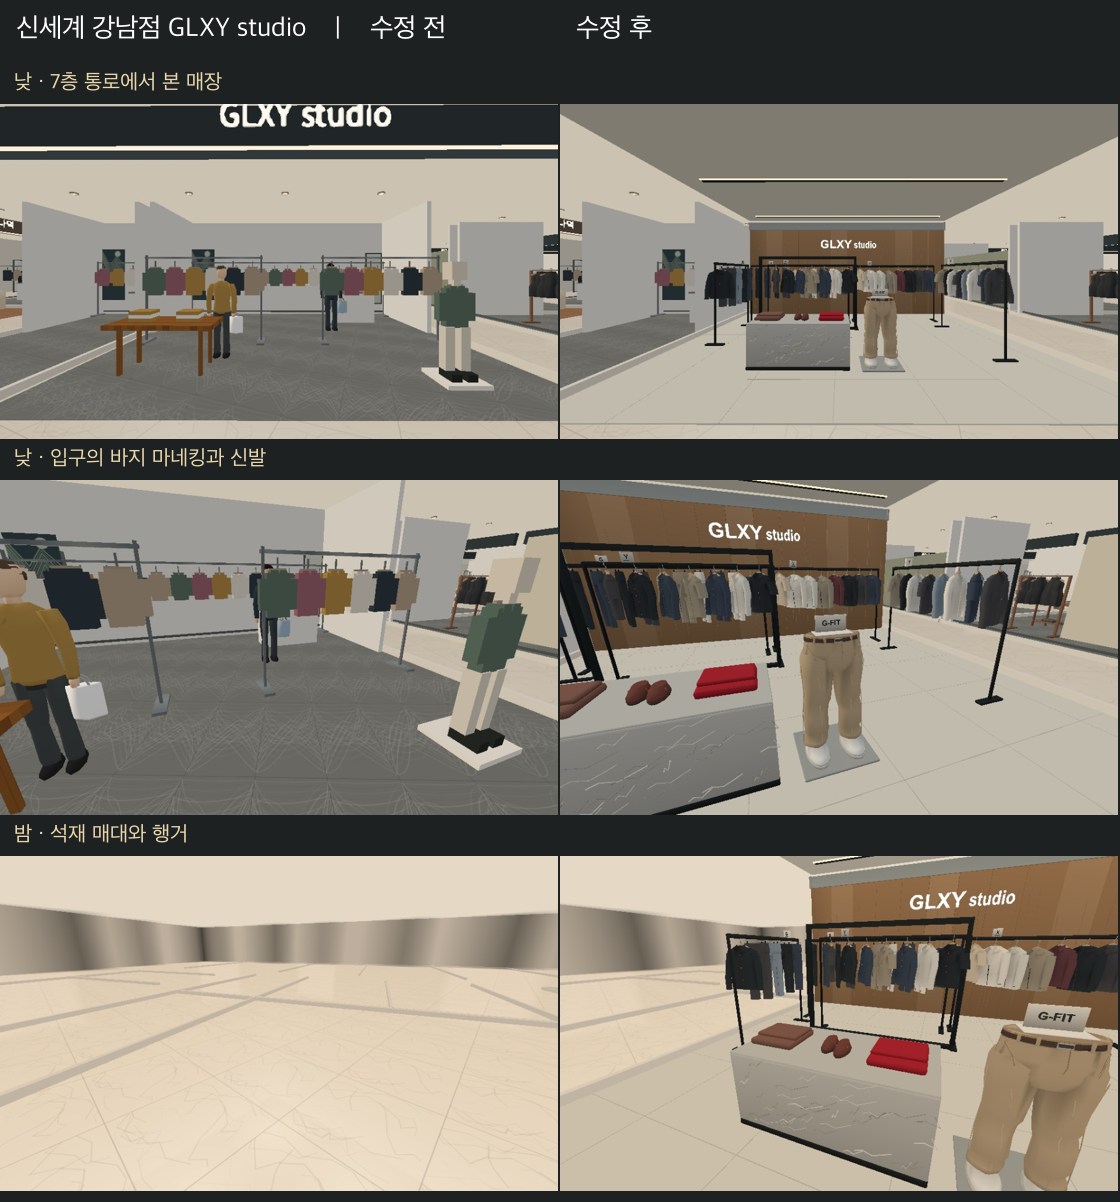 신세계 강남점 GLXY studio | 수정 전
수정 후
낮 · 7층 통로에서 본 매장
GLXY studio
GLXY studio
낮 · 입구의 바지 마네킹과 신발
GLXY studio
G-FIT
밤 · 석재 매대와 행거
GLXY studio
G-FIT